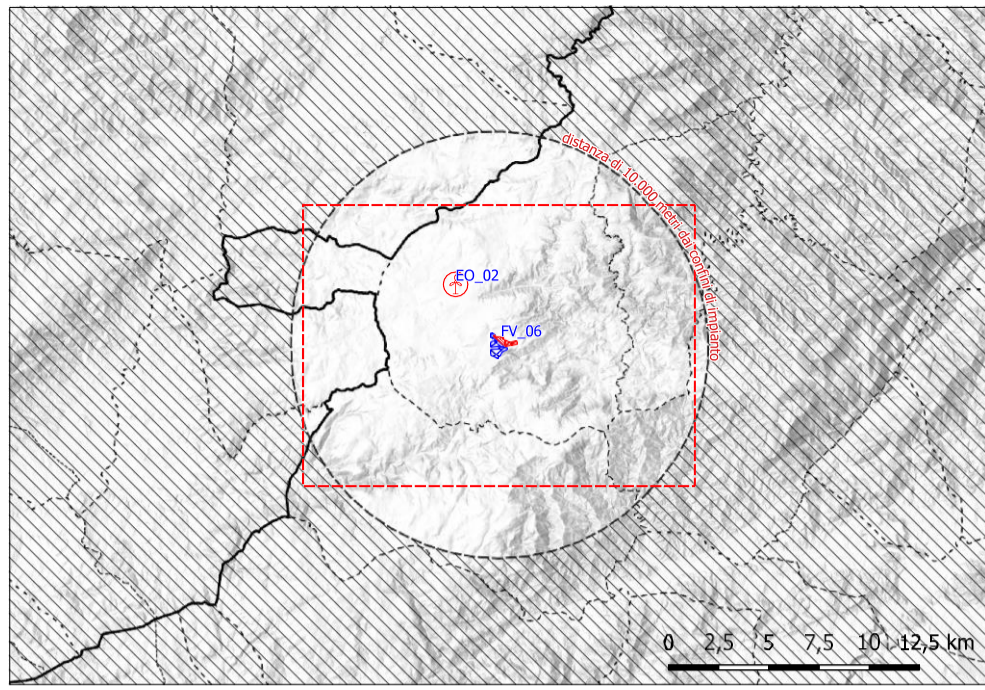 distanza di 10.000 metri dai confini di impianto
EO_02
FV_06
0 2,5 5 7,5 10 12,5 km